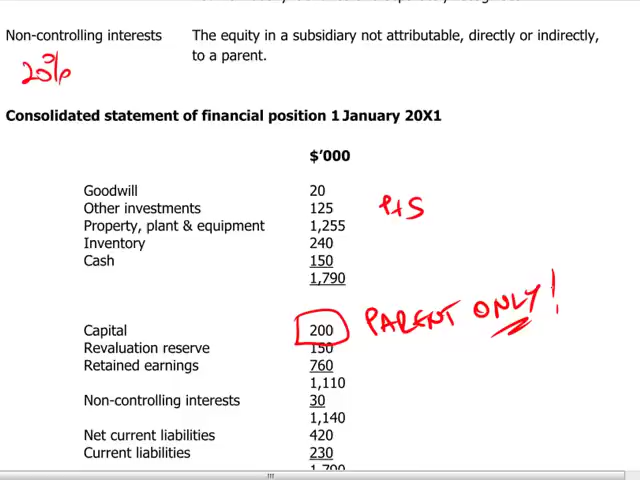 Non-controlling interests The equity in a subsidiary not attributable, directly or indirectly,
to a parent.
20%
Consolidated statement of financial position 1 January 20X1
$'000
Goodwill 20
Other investments 125
P+S
Property, plant & equipment 1,255
Inventory 240
Cash 150
1,790
Capital 200
PARENT ONLY!
Revaluation reserve 150
Retained earnings 760
1,110
Non-controlling interests 30
1,140
Net current liabilities 420
Current liabilities 230
1,790